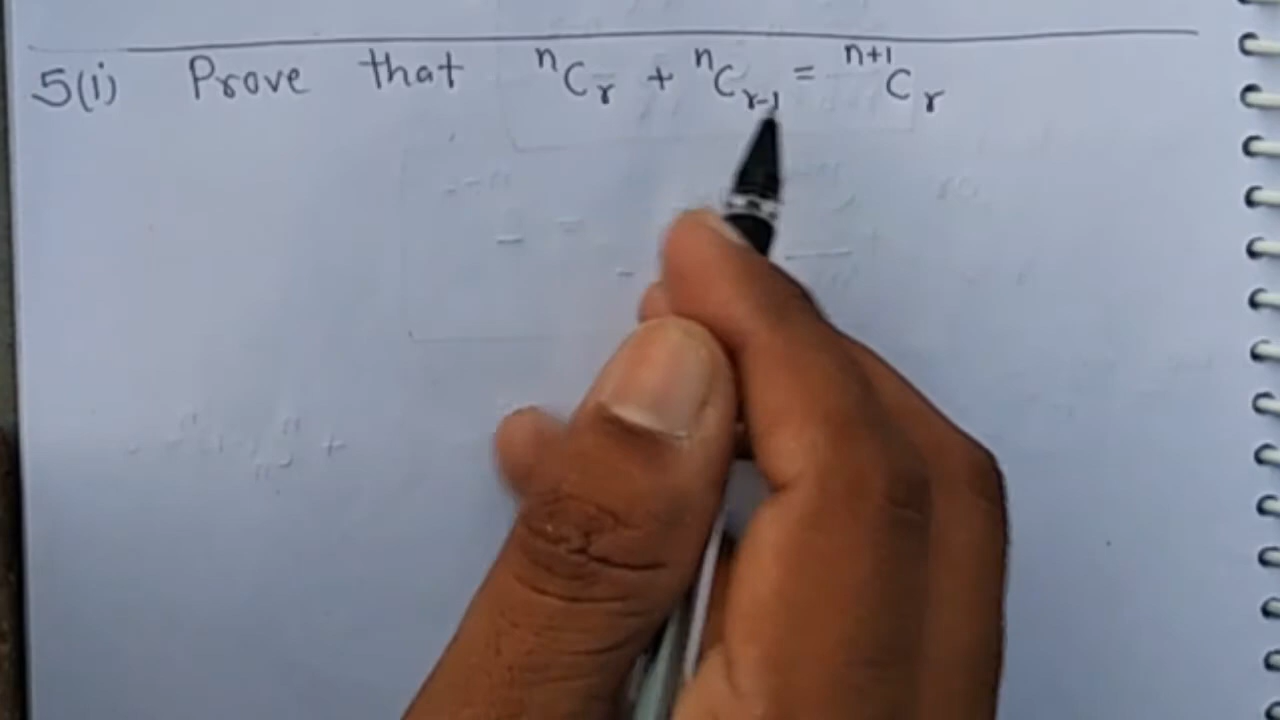 5(i) Prove that ⁿCᵣ + ⁿCᵣ₋₁ = ⁿ⁺¹Cᵣ